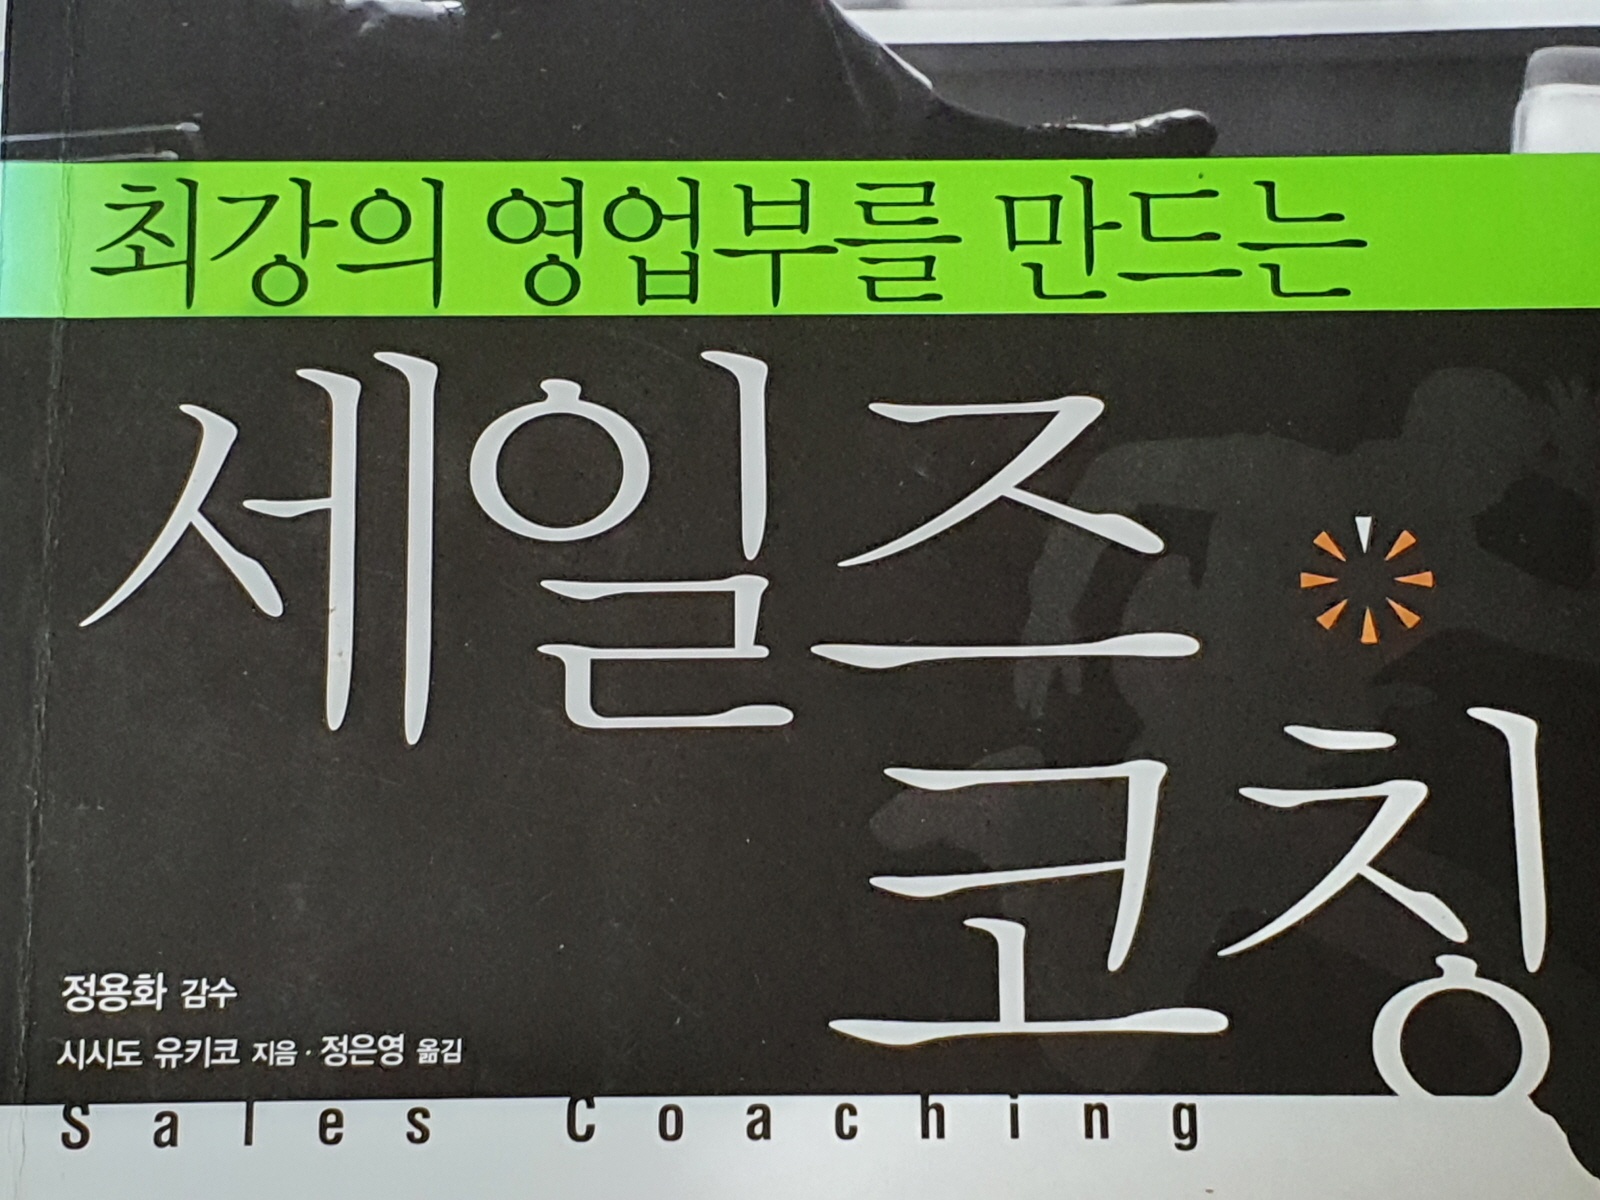 최강의 영업부를 만드는
세일즈
코칭
정용화 감수
시시도 유키코 지음 · 정은영 옮김
Sales Coaching